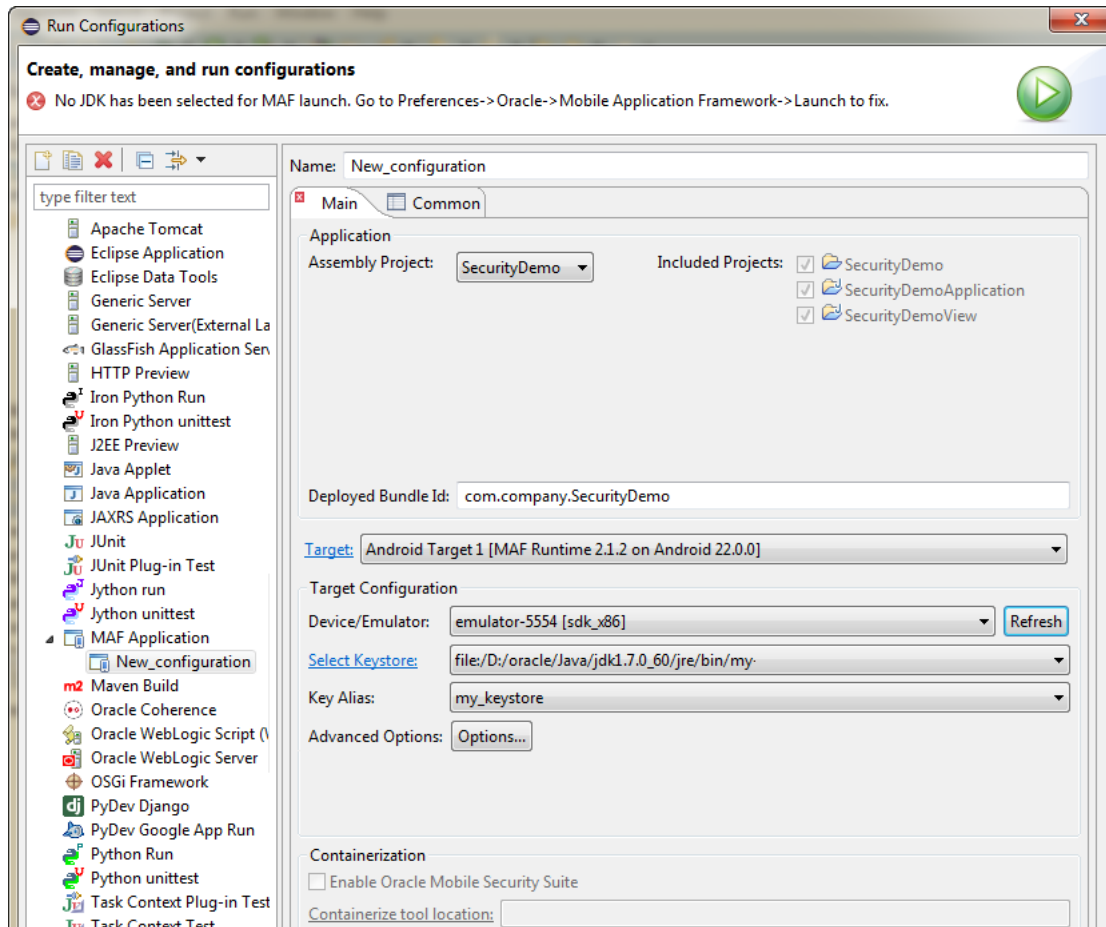 Run Configurations
Create, manage, and run configurations
No JDK has been selected for MAF launch. Go to Preferences->Oracle->Mobile Application Framework->Launch to fix.
type filter text
Apache Tomcat
Eclipse Application
Eclipse Data Tools
Generic Server
Generic Server(External La
GlassFish Application Serv
HTTP Preview
Iron Python Run
Iron Python unittest
J2EE Preview
Java Applet
Java Application
JAXRS Application
JUnit
JUnit Plug-in Test
Jython run
Jython unittest
MAF Application
New_configuration
Maven Build
Oracle Coherence
Oracle WebLogic Script (
Oracle WebLogic Server
OSGi Framework
PyDev Django
PyDev Google App Run
Python Run
Python unittest
Task Context Plug-in Test
Task Context Test
Name: New_configuration
Main Common
Application
Assembly Project: SecurityDemo Included Projects: SecurityDemo
SecurityDemoApplication
SecurityDemoView
Deployed Bundle Id: com.company.SecurityDemo
Target: Android Target 1 [MAF Runtime 2.1.2 on Android 22.0.0]
Target Configuration
Device/Emulator: emulator-5554 [sdk_x86] Refresh
Select Keystore: file:/D:/oracle/Java/jdk1.7.0_60/jre/bin/my-
Key Alias: my_keystore
Advanced Options: Options...
Containerization
Enable Oracle Mobile Security Suite
Containerize tool location: